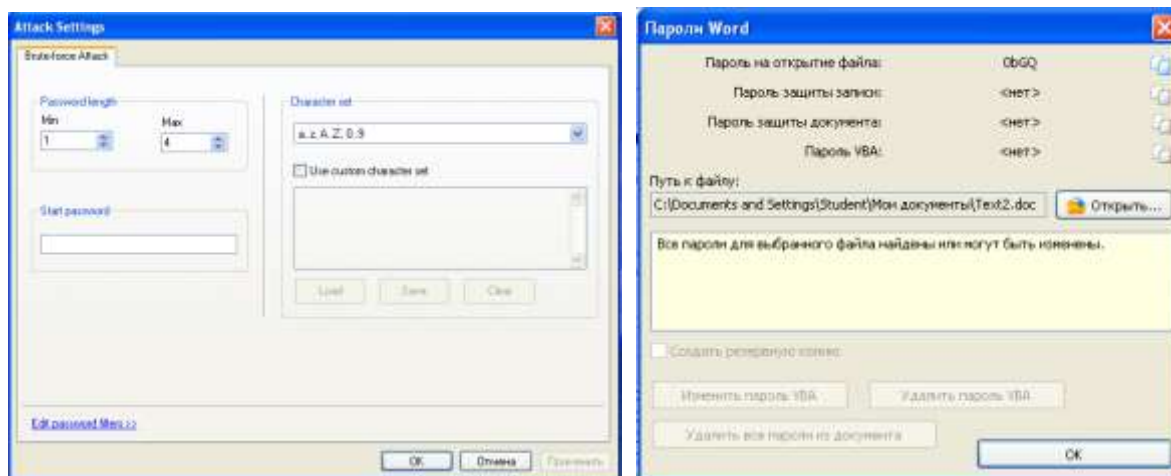 Attack Settings
Brute-force Attack
Password length
Min
Max
1
4
Start password
Character set
a..z, A..Z, 0..9
Use custom character set
Load
Save
Clear
Edit password filters >>
OK
Отмена
Применить
Пароли Word
Пароль на открытие файла: 0bGQ
Пароль защиты записи: <нет>
Пароль защиты документа: <нет>
Пароль VBA: <нет>
Путь к файлу:
C:\Documents and Settings\Student\Мои документы\Text2.doc
Открыть...
Все пароли для выбранного файла найдены или могут быть изменены.
Создать резервную копию
Изменить пароль VBA
Удалить пароль VBA
Удалить все пароли из документа
OK